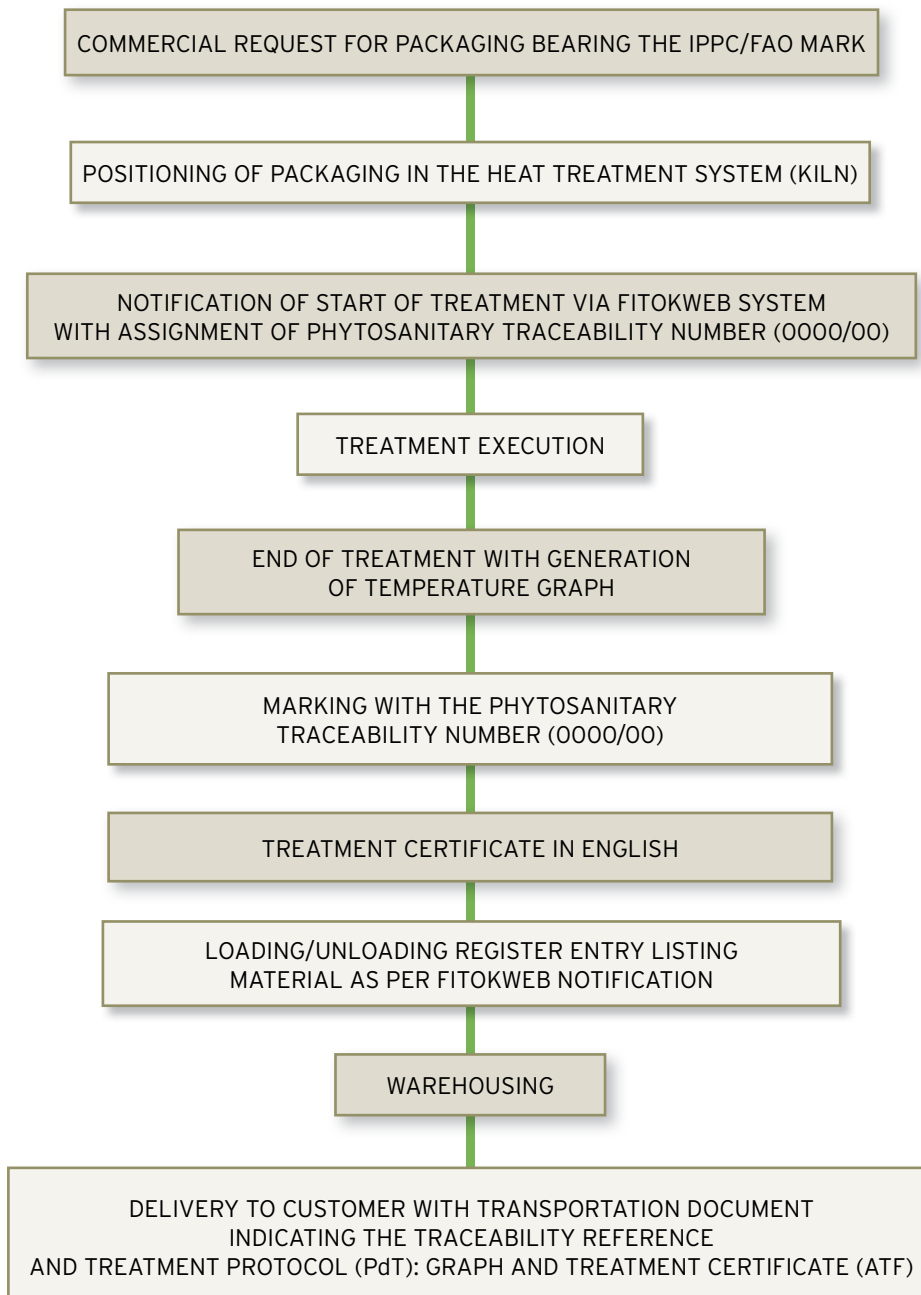 COMMERCIAL REQUEST FOR PACKAGING BEARING THE IPPC/FAO MARK
POSITIONING OF PACKAGING IN THE HEAT TREATMENT SYSTEM (KILN)
NOTIFICATION OF START OF TREATMENT VIA FITOKWEB SYSTEM
WITH ASSIGNMENT OF PHYTOSANITARY TRACEABILITY NUMBER (0000/00)
TREATMENT EXECUTION
END OF TREATMENT WITH GENERATION
OF TEMPERATURE GRAPH
MARKING WITH THE PHYTOSANITARY
TRACEABILITY NUMBER (0000/00)
TREATMENT CERTIFICATE IN ENGLISH
LOADING/UNLOADING REGISTER ENTRY LISTING
MATERIAL AS PER FITOKWEB NOTIFICATION
WAREHOUSING
DELIVERY TO CUSTOMER WITH TRANSPORTATION DOCUMENT
INDICATING THE TRACEABILITY REFERENCE
AND TREATMENT PROTOCOL (PdT): GRAPH AND TREATMENT CERTIFICATE (ATF)